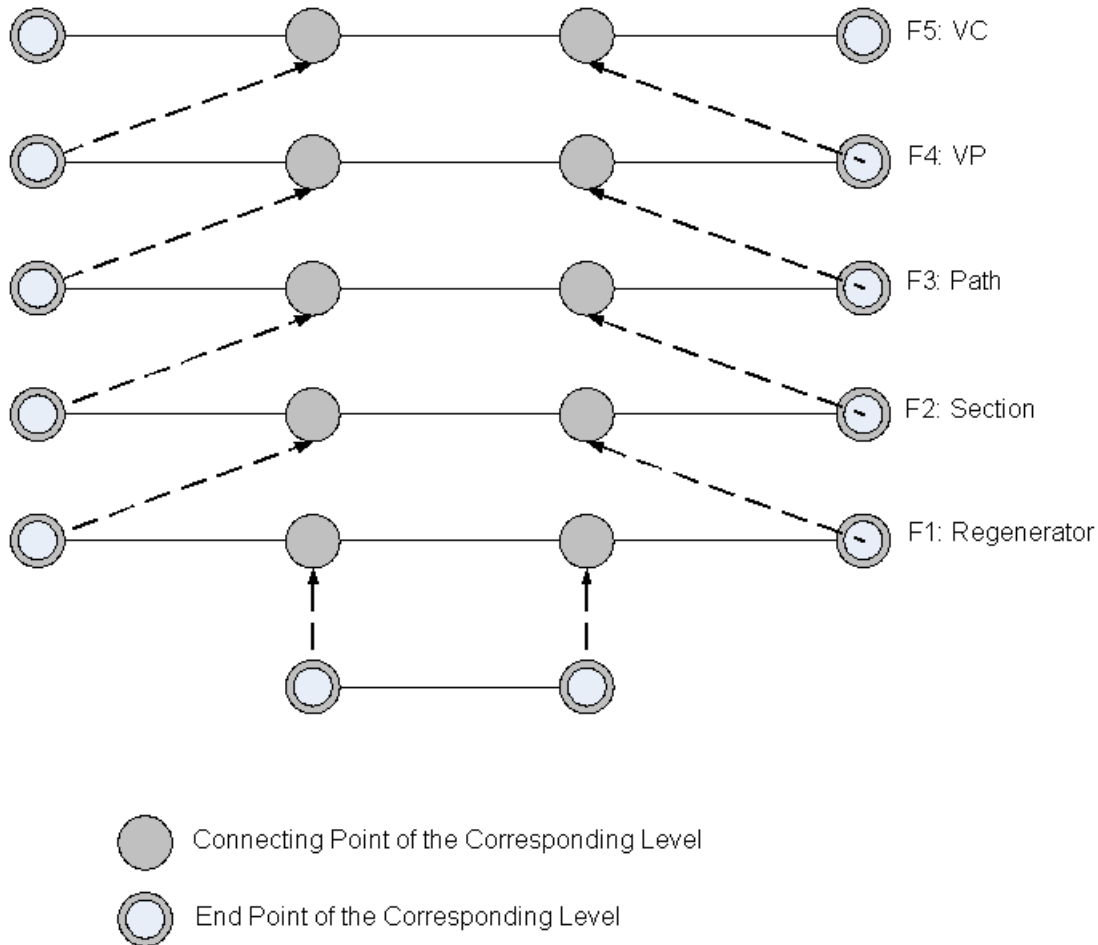 F5: VC
F4: VP
F3: Path
F2: Section
F1: Regenerator
Connecting Point of the Corresponding Level
End Point of the Corresponding Level